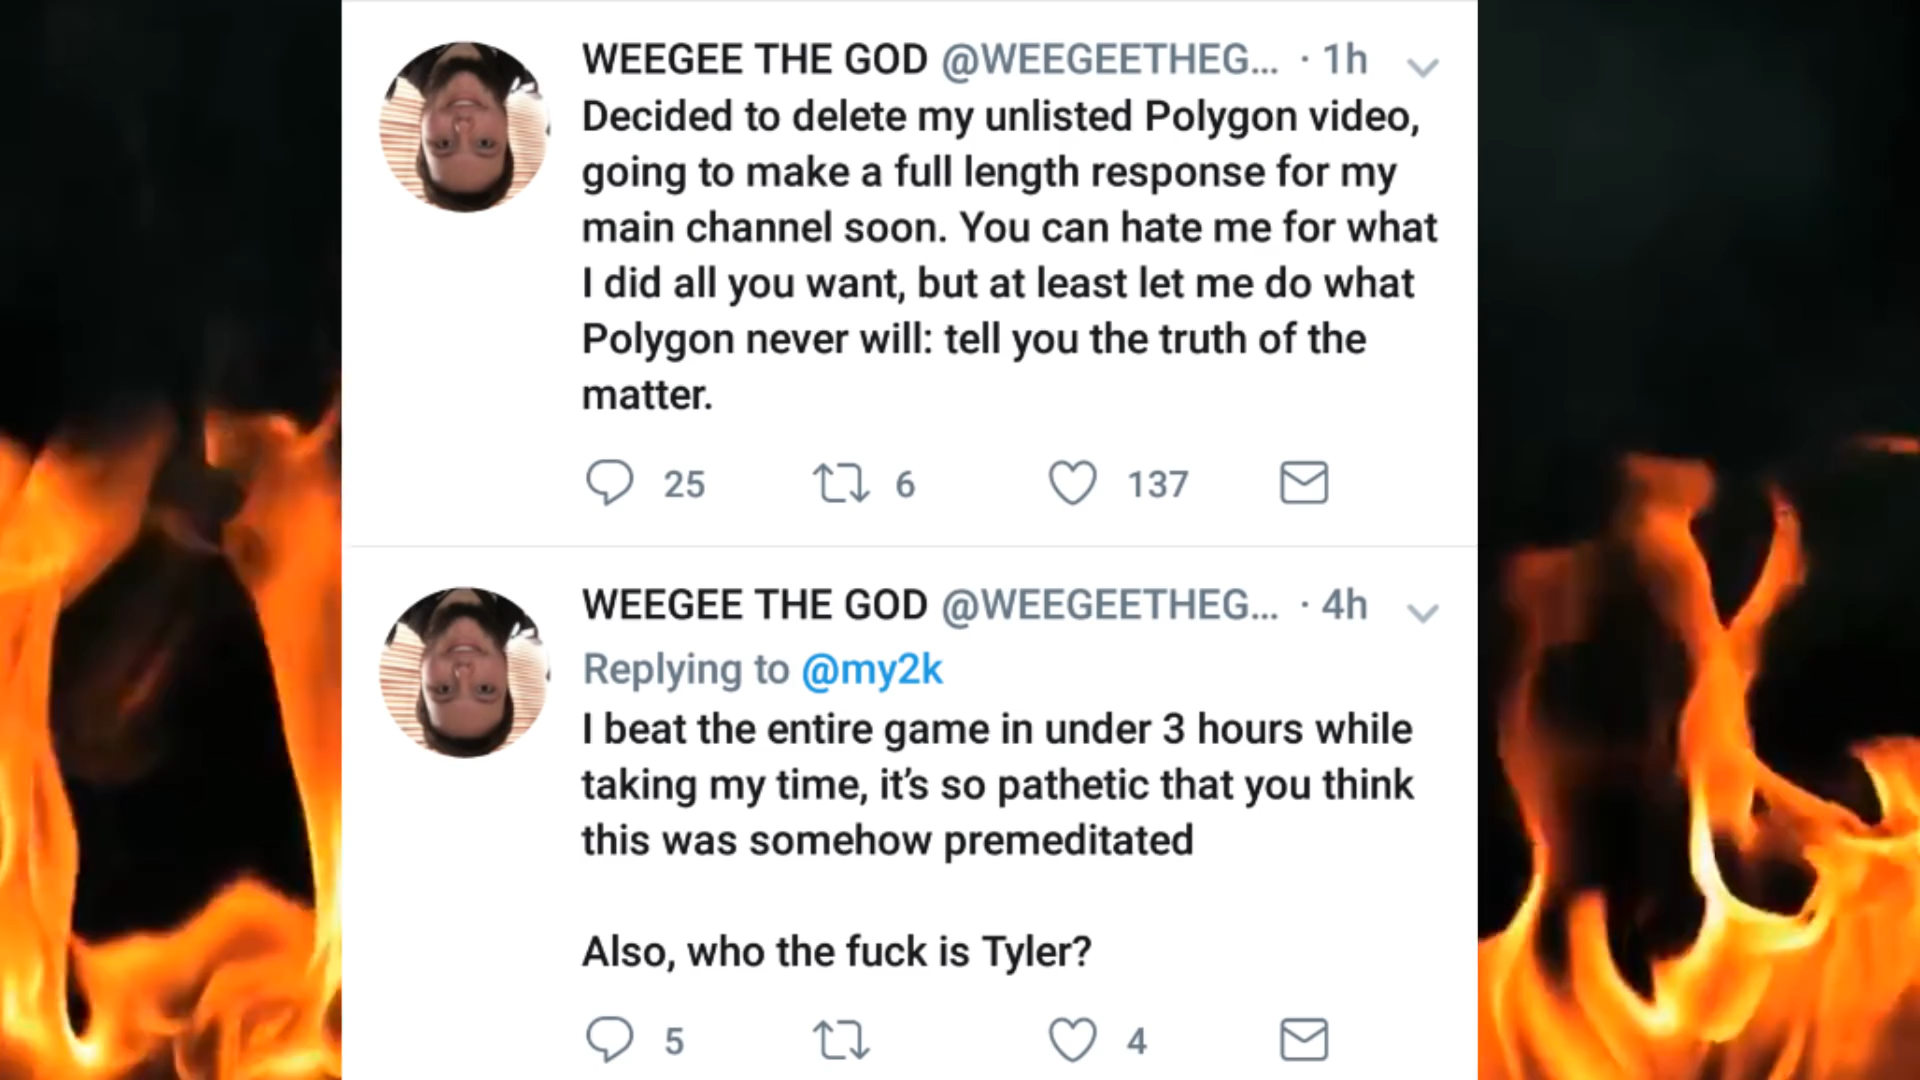 WEEGEE THE GOD @WEEGEETHEG... · 1h
Decided to delete my unlisted Polygon video,
going to make a full length response for my
main channel soon. You can hate me for what
I did all you want, but at least let me do what
Polygon never will: tell you the truth of the
matter.
25 6 137
WEEGEE THE GOD @WEEGEETHEG... · 4h
Replying to @my2k
I beat the entire game in under 3 hours while
taking my time, it's so pathetic that you think
this was somehow premeditated
Also, who the fuck is Tyler?
5 4